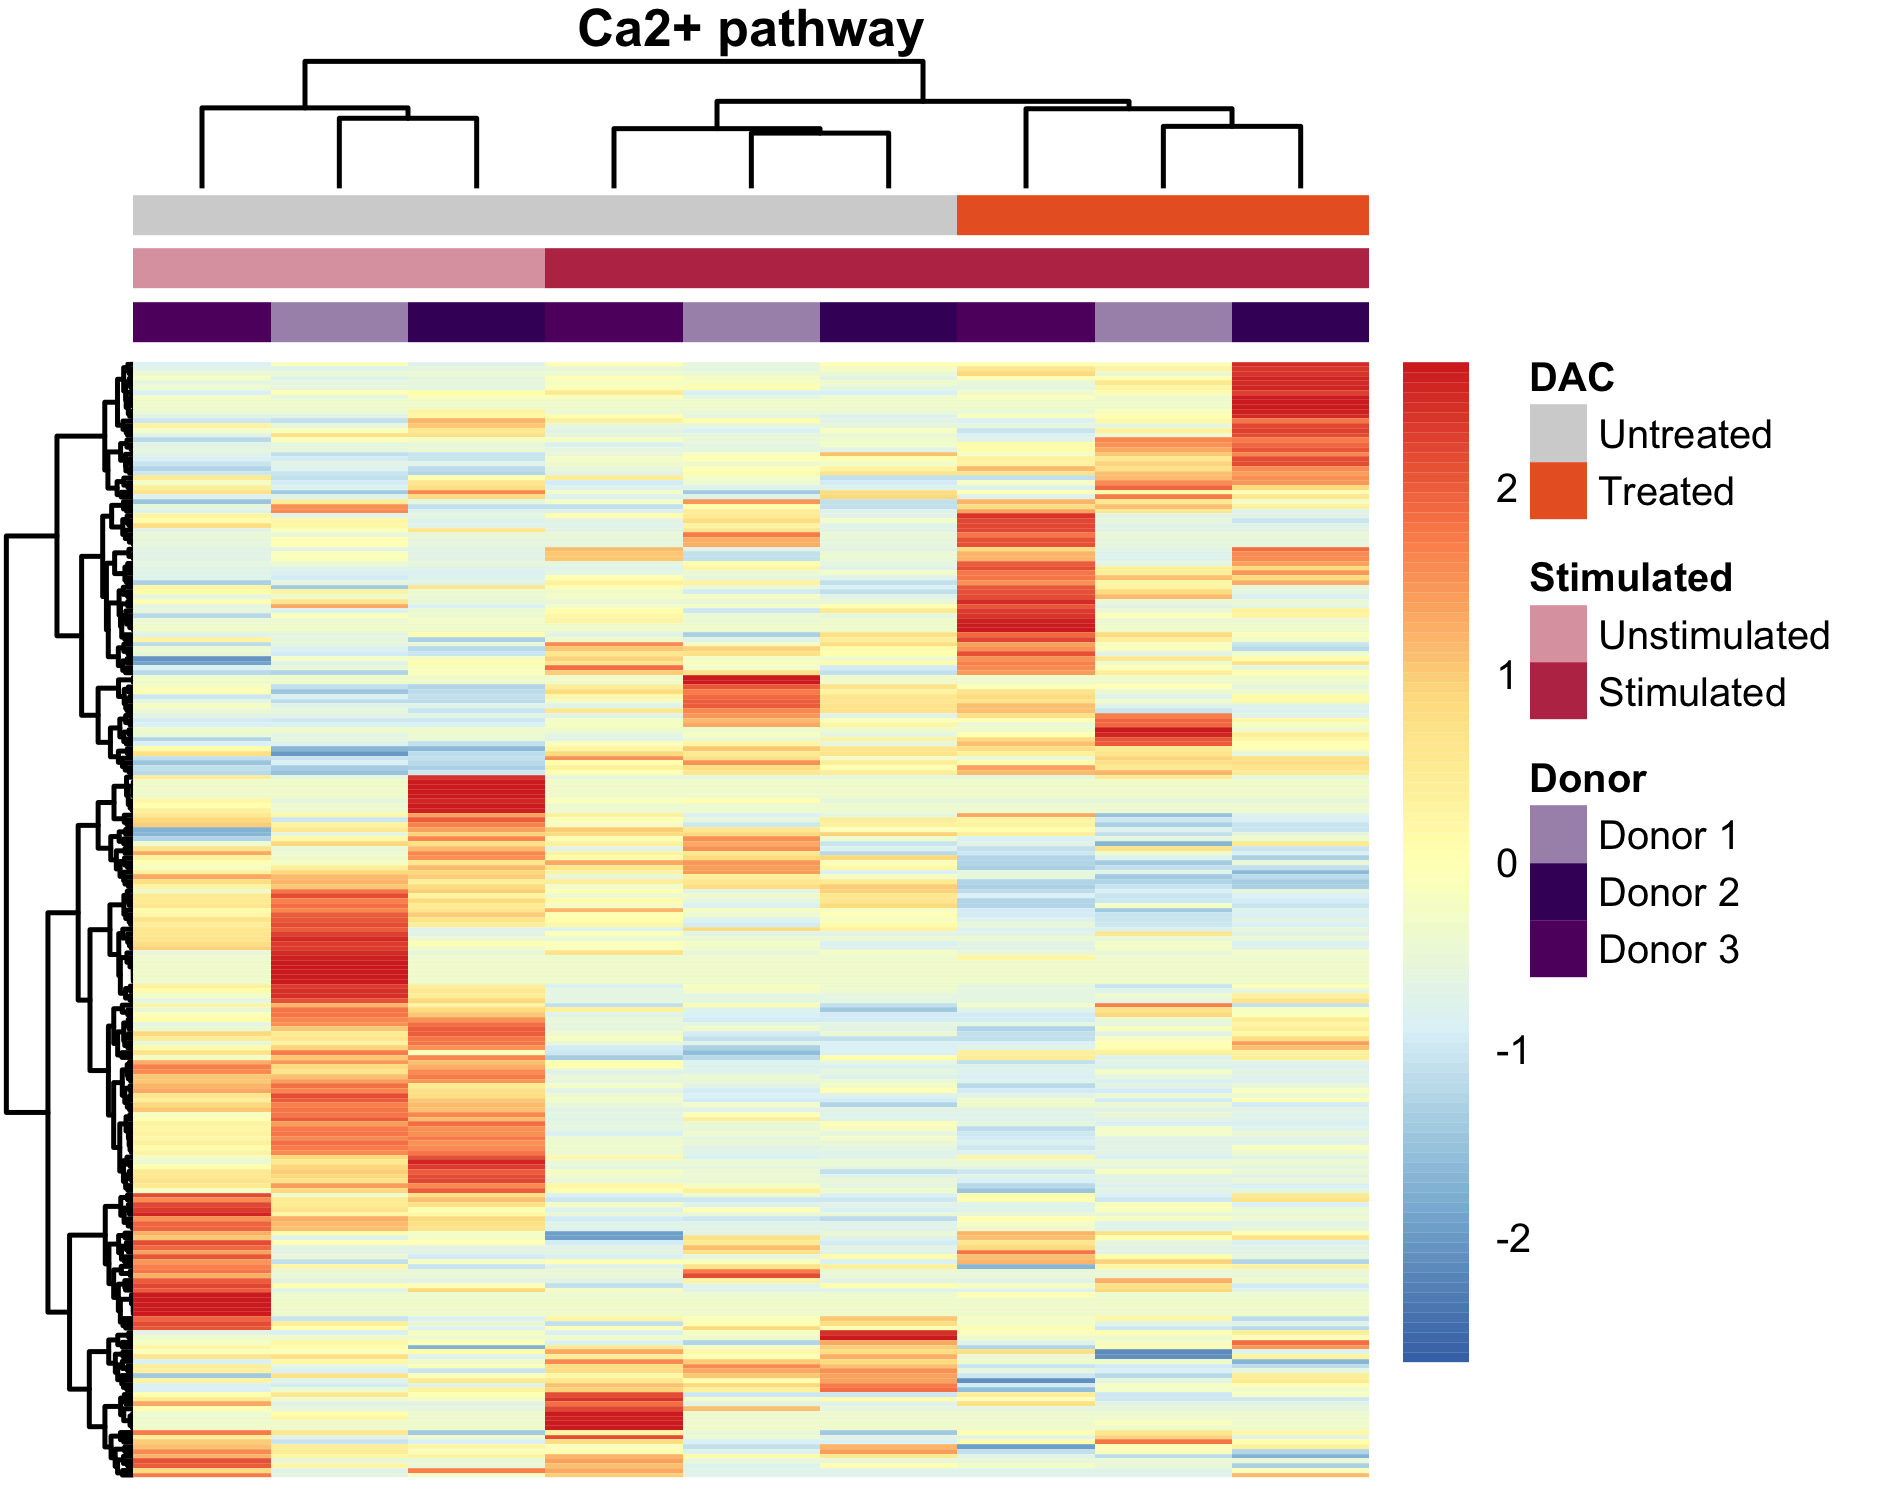 Ca2+ pathway
2
1
0
-1
-2
DAC
Untreated
Treated
Stimulated
Unstimulated
Stimulated
Donor
Donor 1
Donor 2
Donor 3